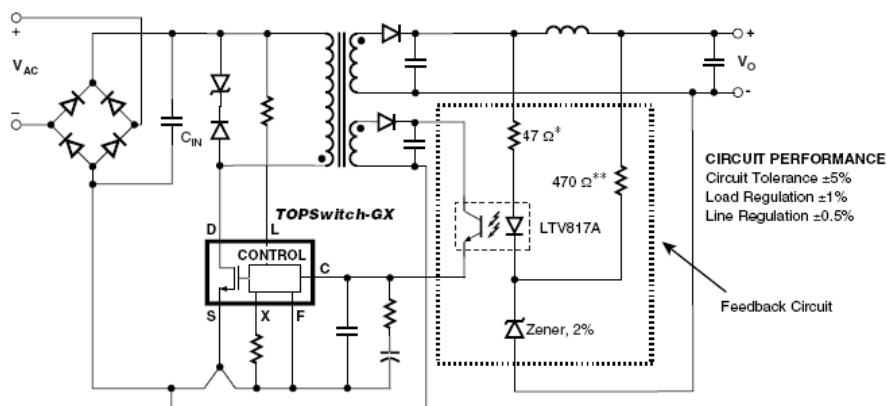 +
V_AC
–
C_IN
+
V_O
-
47 Ω*
470 Ω**
CIRCUIT PERFORMANCE
Circuit Tolerance ±5%
Load Regulation ±1%
Line Regulation ±0.5%
TOPSwitch-GX
LTV817A
D
L
CONTROL
C
S
X
F
Zener, 2%
Feedback Circuit